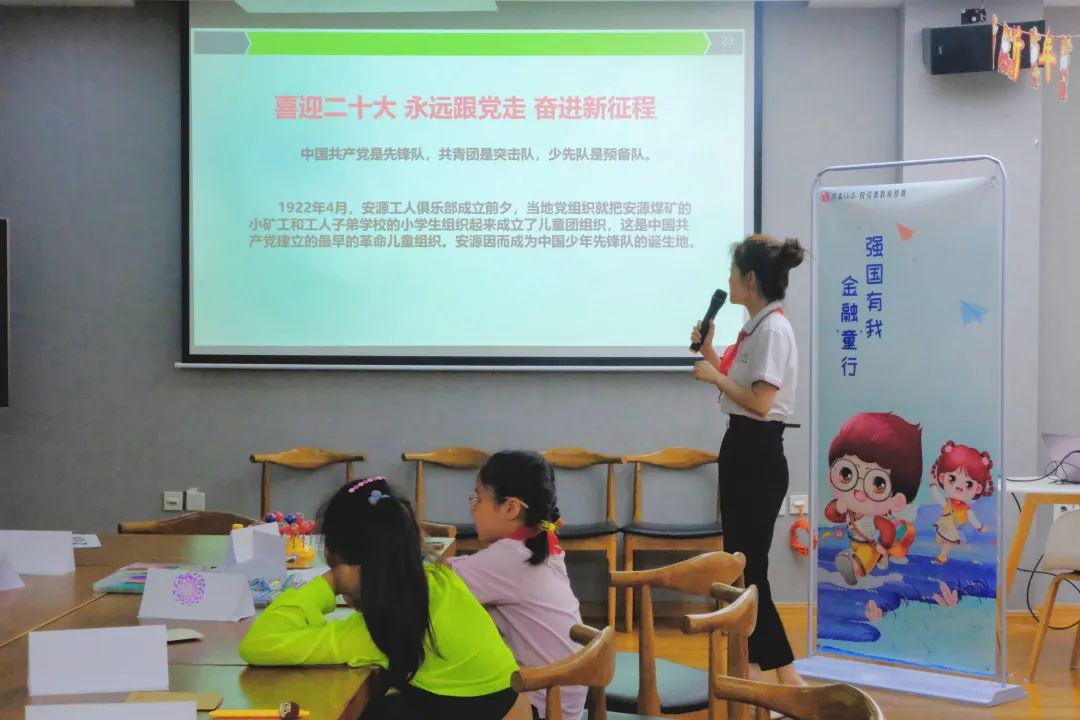 23
喜迎二十大 永远跟党走 奋进新征程
中国共产党是先锋队，共青团是突击队，少先队是预备队。
1922年4月，安源工人俱乐部成立前夕，当地党组织就把安源煤矿的
小矿工和工人子弟学校的小学生组织起来成立了儿童团组织，这是中国共
产党建立的最早的革命儿童组织。安源因而成为中国少年先锋队的诞生地。
投资者教育基地
强国有我
金融童行